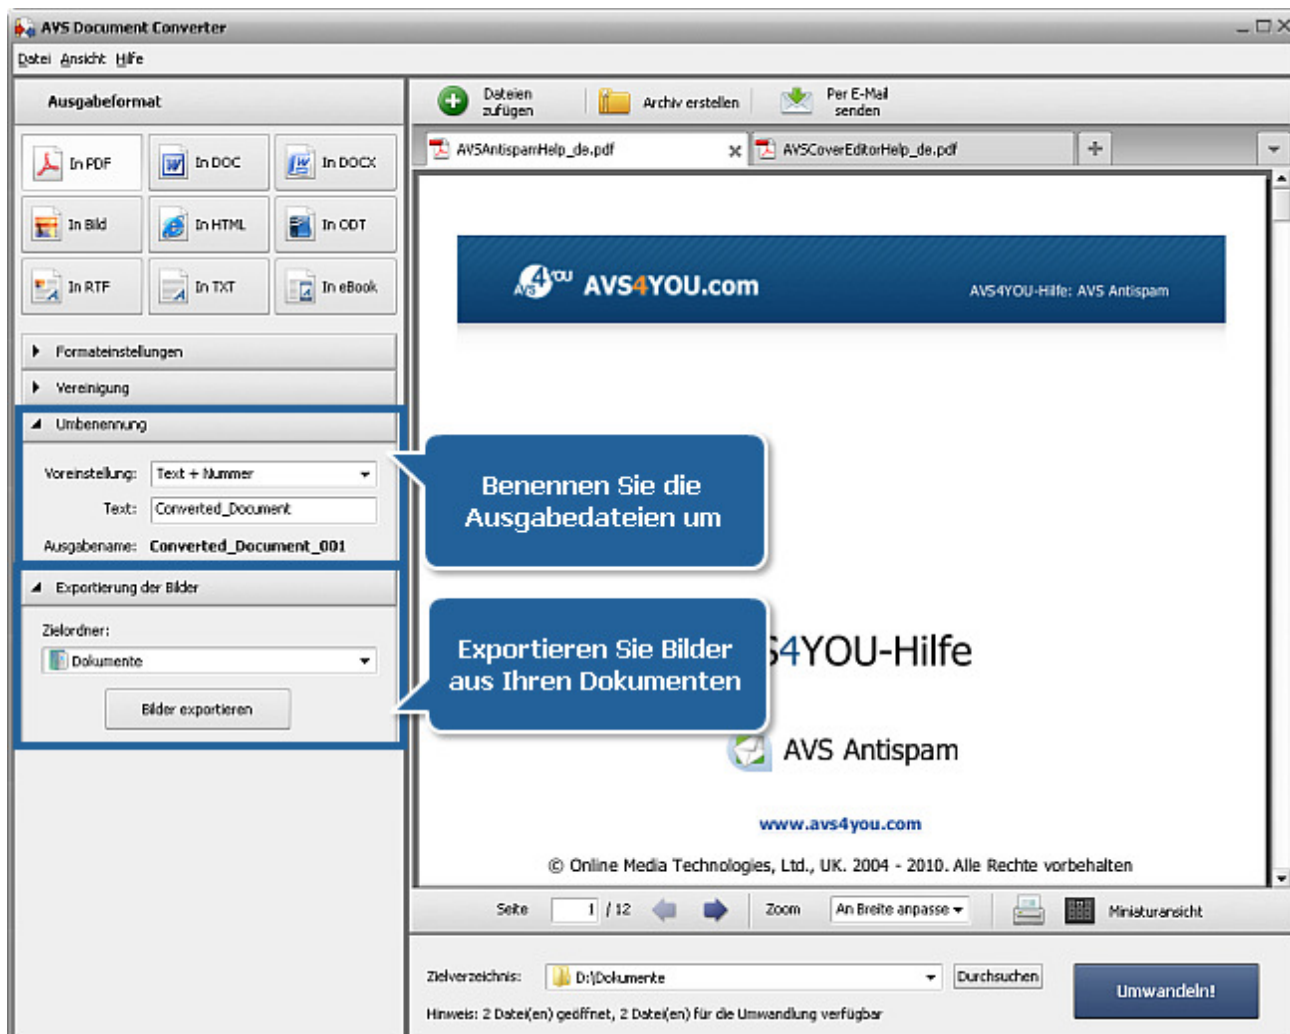 AVS Document Converter
Datei Ansicht Hilfe
Ausgabeformat
In PDF
In DOC
In DOCX
In Bild
In HTML
In ODT
In RTF
In TXT
In eBook
Formateinstellungen
Vereinigung
Umbenennung
Voreinstellung: Text + Nummer
Text: Converted_Document
Ausgabename: Converted_Document_001
Exportierung der Bilder
Zielordner:
Dokumente
Bilder exportieren
Dateien zufügen
Archiv erstellen
Per E-Mail senden
AVSAntispamHelp_de.pdf
AVSCoverEditorHelp_de.pdf
AVS4YOU AVS4YOU.com
AVS4YOU-Hilfe: AVS Antispam
Benennen Sie die
Ausgabedateien um
Exportieren Sie Bilder
aus Ihren Dokumenten
S4YOU-Hilfe
AVS Antispam
www.avs4you.com
© Online Media Technologies, Ltd., UK. 2004 - 2010. Alle Rechte vorbehalten
Seite 1 / 12 Zoom An Breite anpasse Miniaturansicht
Zielverzeichnis: D:\Dokumente Durchsuchen
Umwandeln!
Hinweis: 2 Datei(en) geöffnet, 2 Datei(en) für die Umwandlung verfügbar